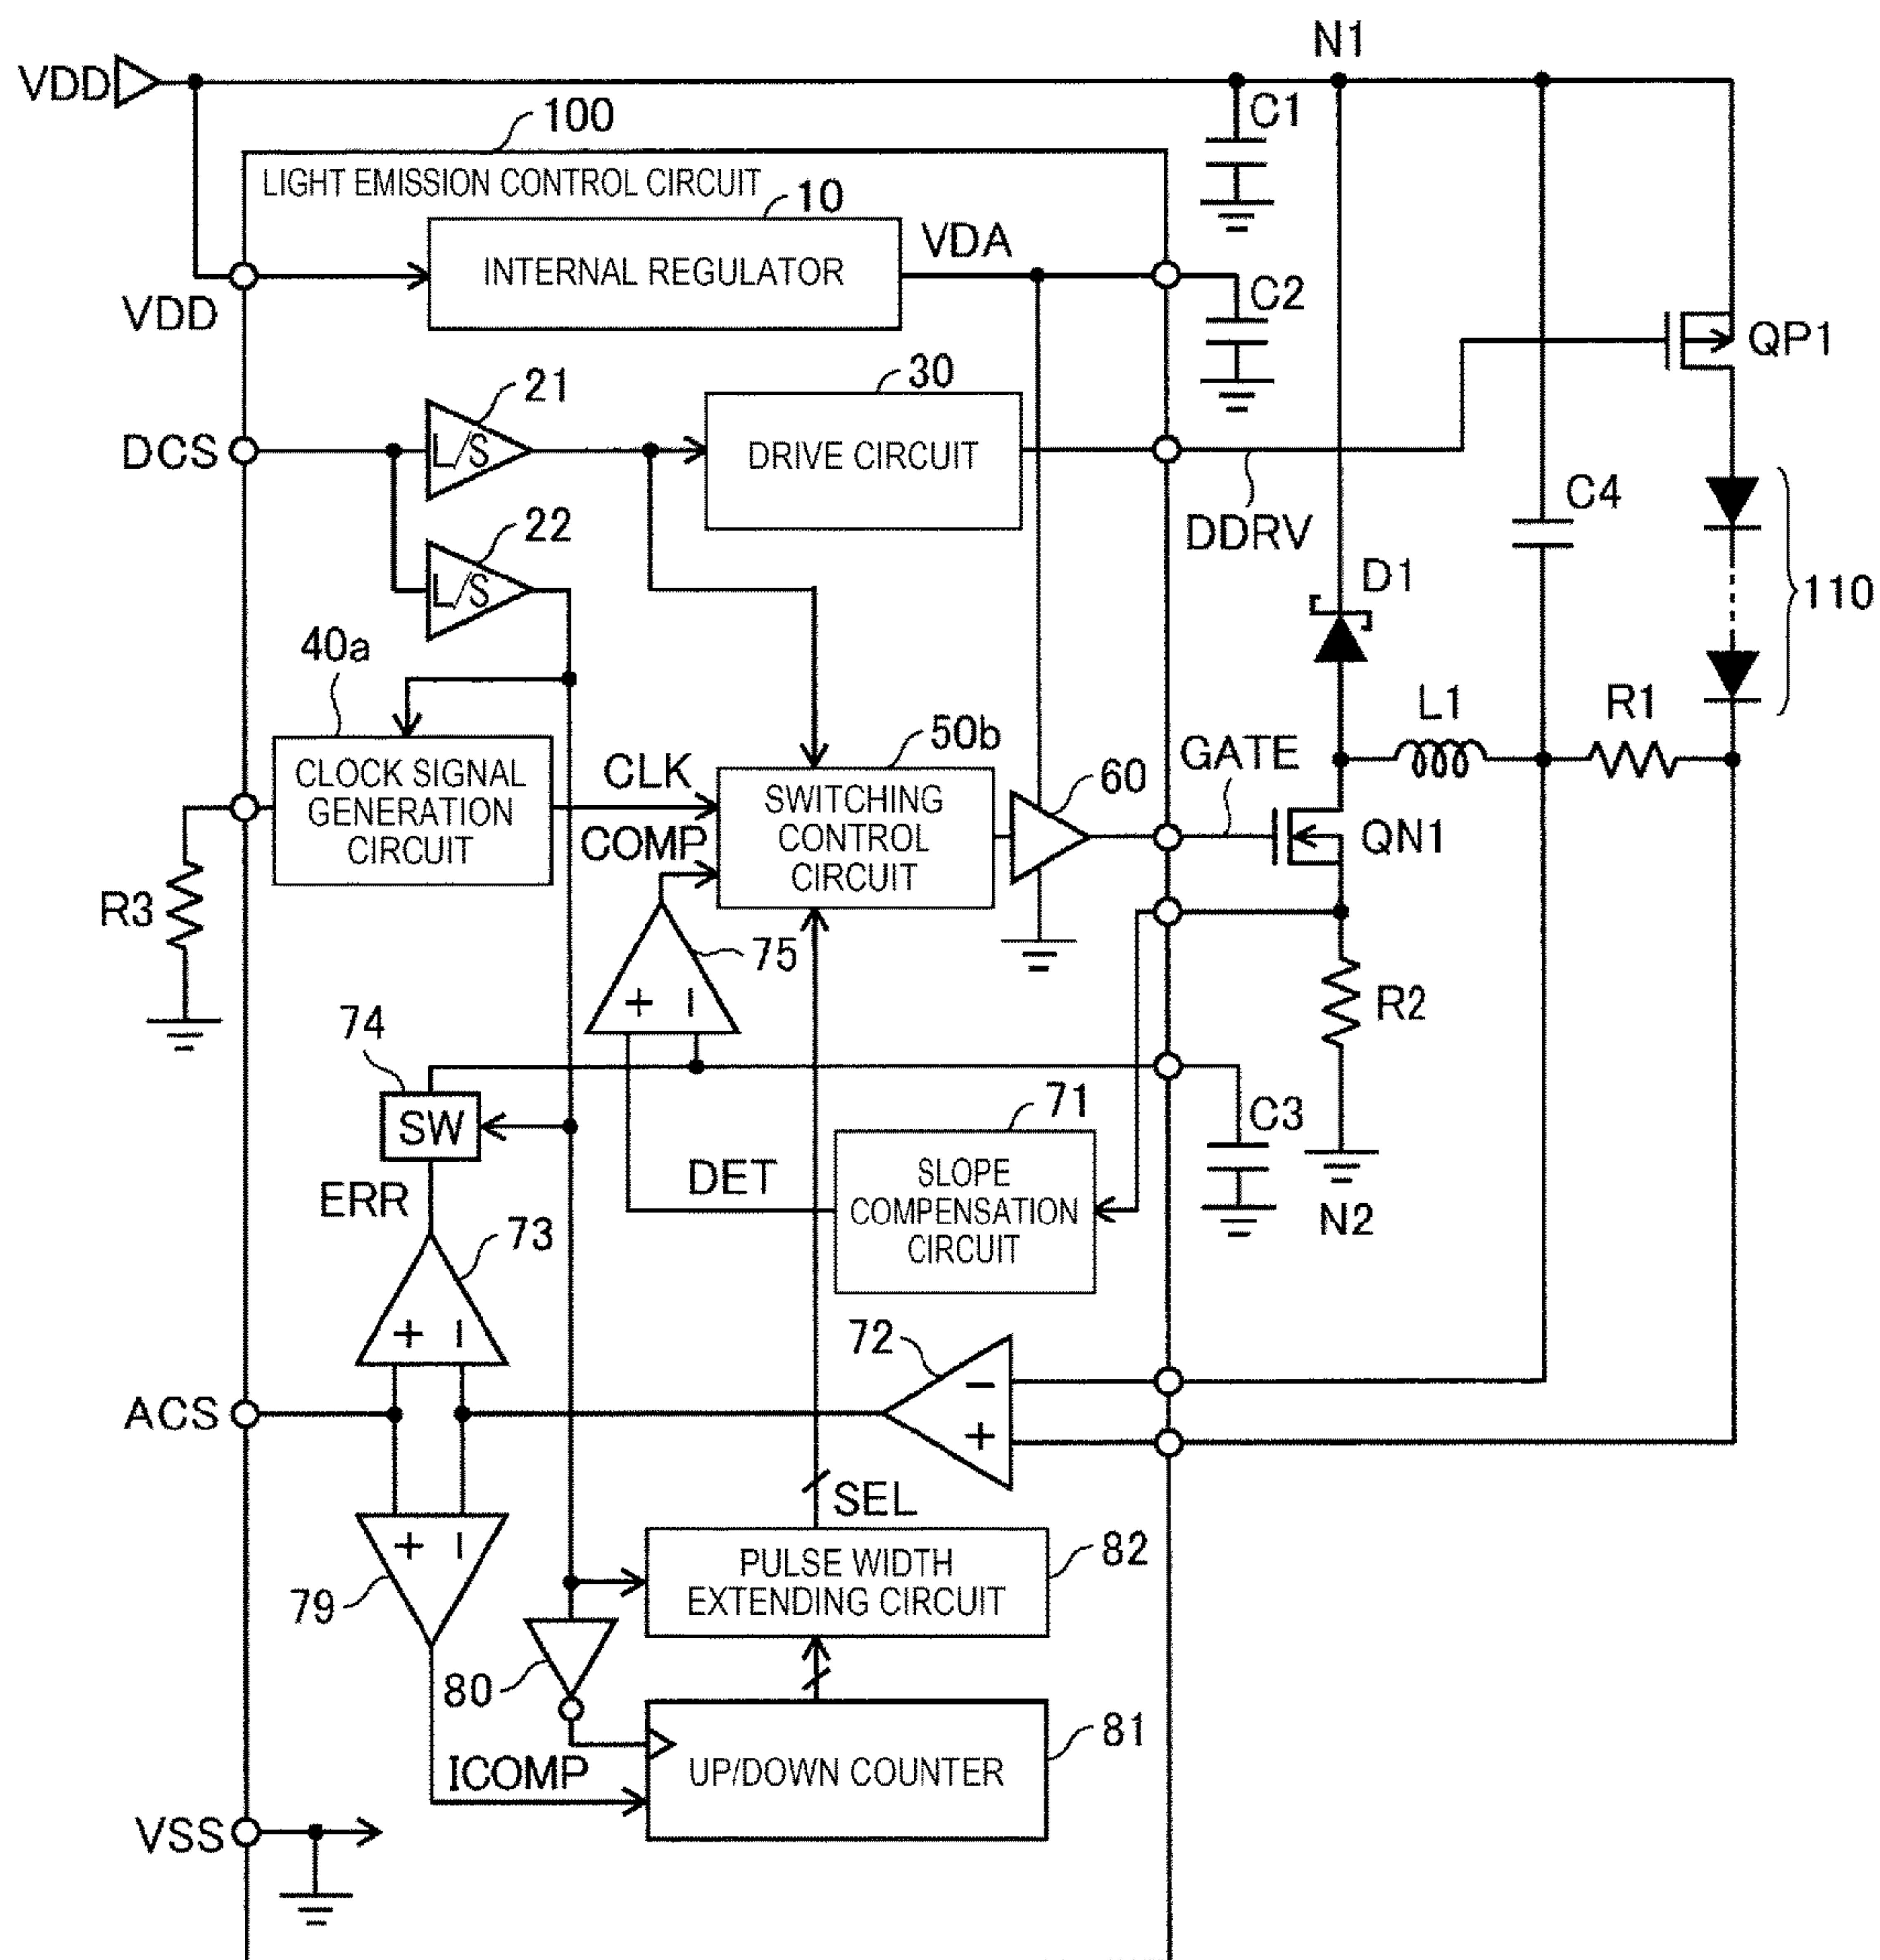 N1
VDD
C1
100
LIGHT EMISSION CONTROL CIRCUIT
10
INTERNAL REGULATOR
VDA
C2
VDD
QP1
21
30
DCS
L/S
DRIVE CIRCUIT
C4
22
DDRV
L/S
D1
110
40a
L1
R1
50b
CLOCK SIGNAL
GENERATION
CIRCUIT
CLK
GATE
60
SWITCHING
CONTROL
CIRCUIT
COMP
QN1
R3
75
+
−
R2
74
SW
71
C3
SLOPE
COMPENSATION
CIRCUIT
DET
ERR
N2
73
+
−
72
−
+
ACS
SEL
+
−
PULSE WIDTH
EXTENDING CIRCUIT
82
79
80
81
UP/DOWN COUNTER
ICOMP
VSS